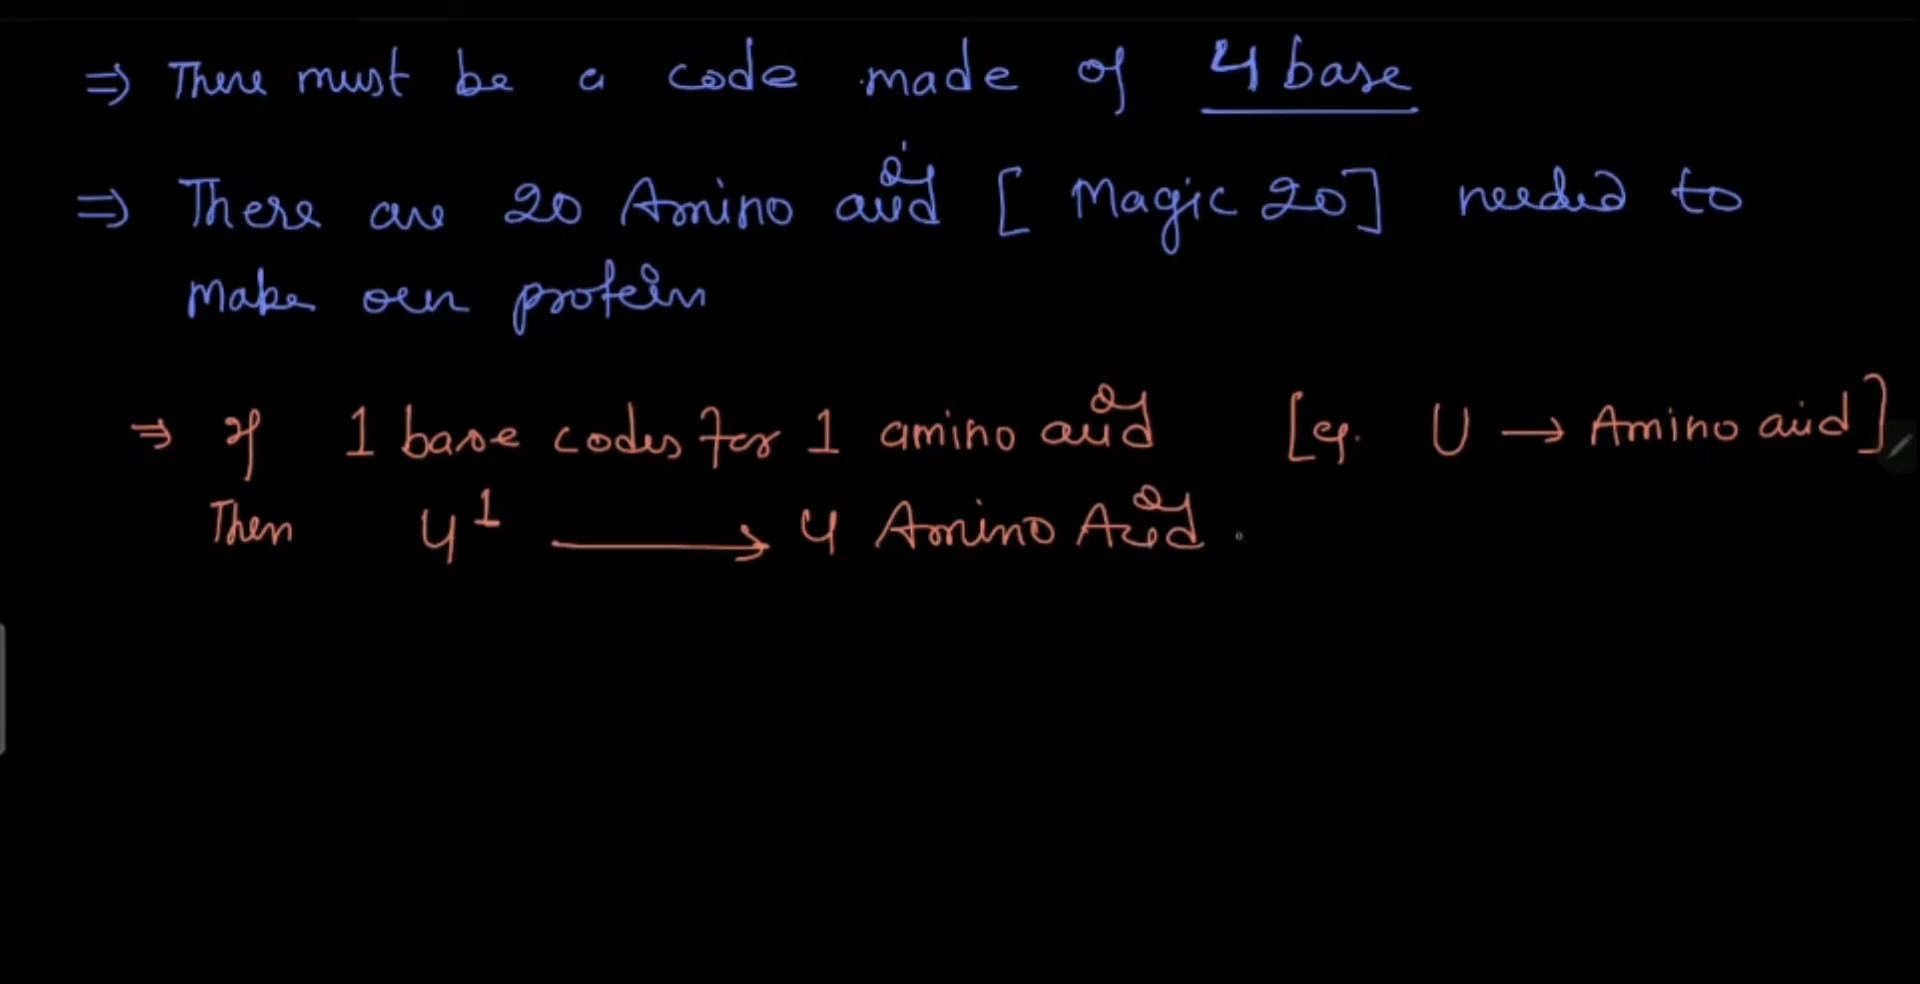 ⇒ There must be a code made of 4 base
⇒ There are 20 Amino acid [ Magic 20] needed to
Make our protein
⇒ If 1 base codes for 1 amino acid [eg. U → Amino acid]
Then 4¹ → 4 Amino Acid.